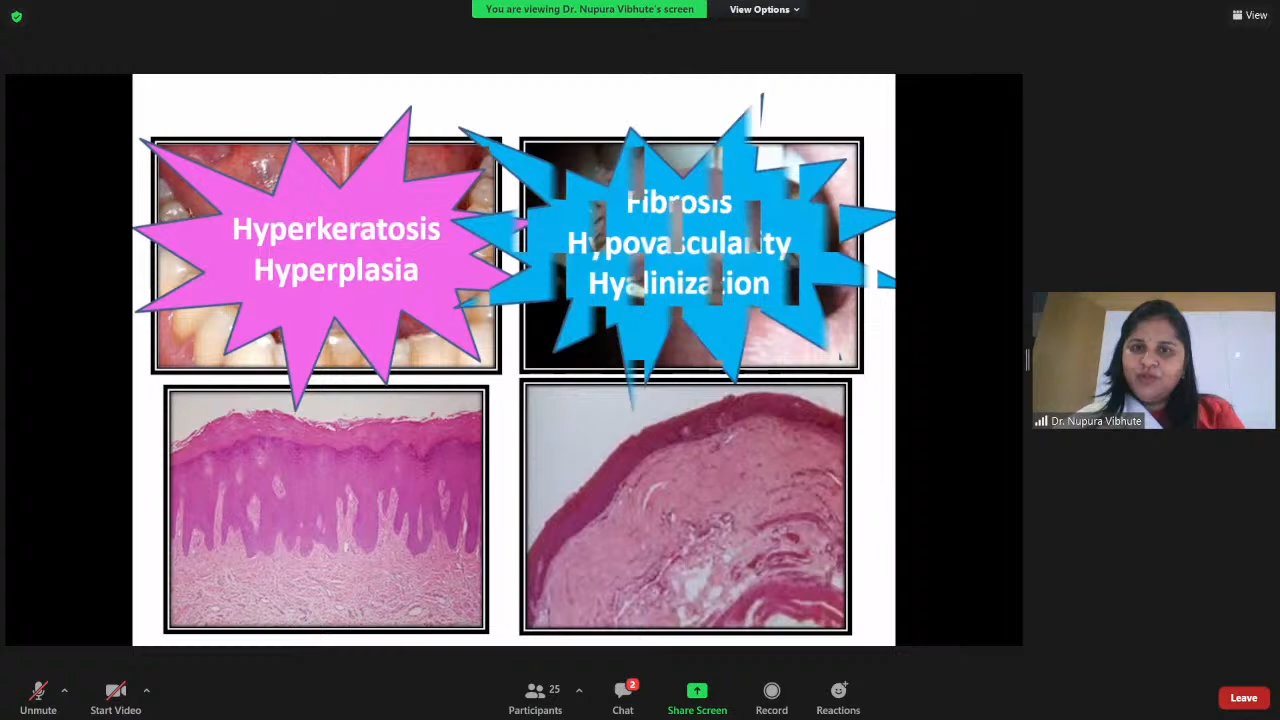 You are viewing Dr. Nupura Vibhute's screen
View Options
View
Hyperkeratosis
Hyperplasia
Fibrosis
Hypovascularity
Hyalinization
Dr. Nupura Vibhute
Unmute
Start Video
25
Participants
2
Chat
Share Screen
Record
Reactions
Leave